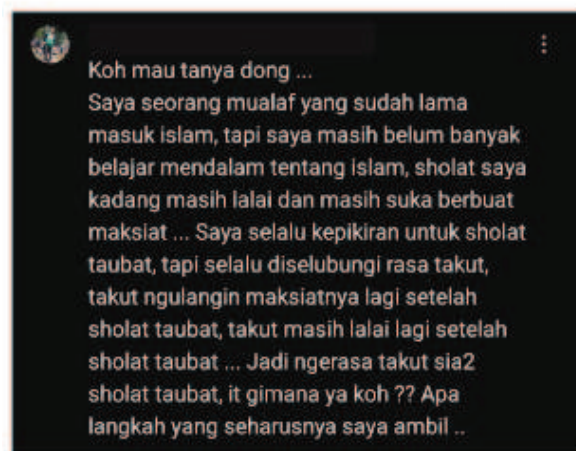 Koh mau tanya dong ...
Saya seorang mualaf yang sudah lama
masuk islam, tapi saya masih belum banyak
belajar mendalam tentang islam, sholat saya
kadang masih lalai dan masih suka berbuat
maksiat ... Saya selalu kepikiran untuk sholat
taubat, tapi selalu diselubungi rasa takut,
takut ngulangin maksiatnya lagi setelah
sholat taubat, takut masih lalai lagi setelah
sholat taubat ... Jadi ngerasa takut sia2
sholat taubat, it gimana ya koh ?? Apa
langkah yang seharusnya saya ambil ..